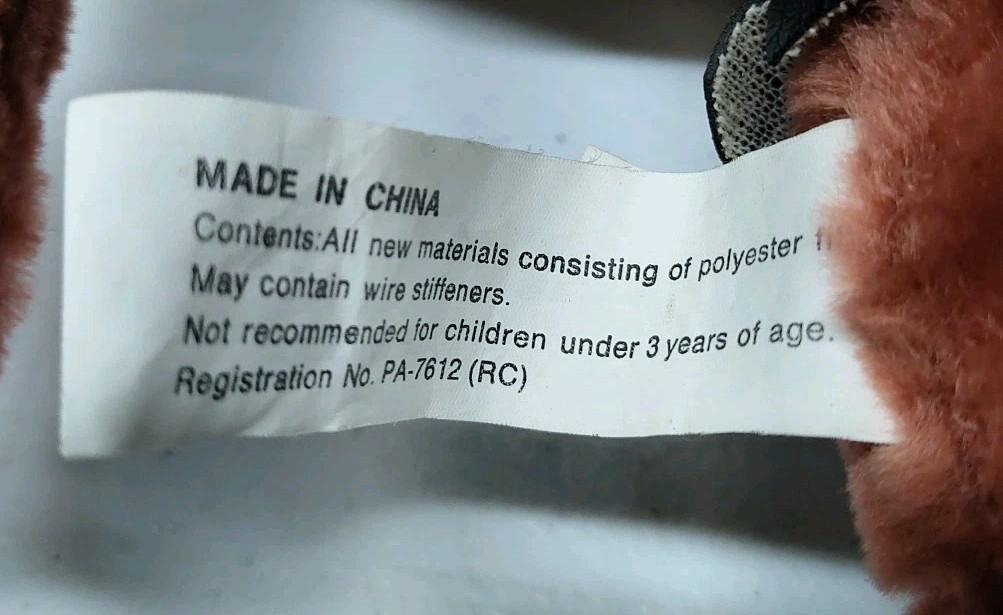 MADE IN CHINA
Contents:All new materials consisting of polyester
May contain wire stiffeners.
Not recommended for children under 3 years of age.
Registration No. PA-7612 (RC)